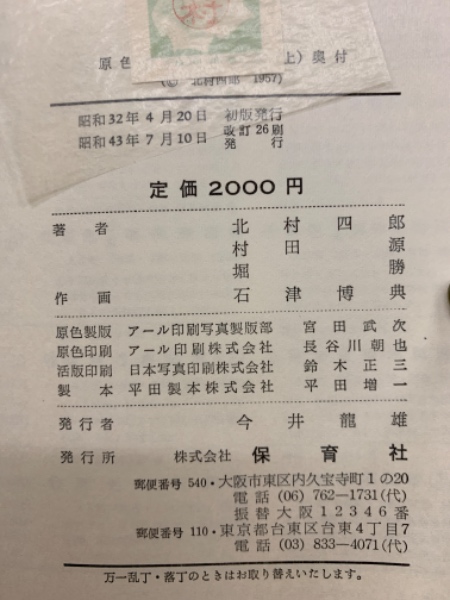 原色 上）奥付
(© 北村四郎 1957)
昭和32年4月20日 初版発行
昭和43年7月10日 改訂26刷発行
定価2000円
著者 北村四郎
村田源
堀勝
作画 石津博典
原色製版 アール印刷写真製版部 宮田武次
原色印刷 アール印刷株式会社 長谷川朝也
活版印刷 日本写真印刷株式会社 鈴木正三
製本 平田製本株式会社 平田増一
発行者 今井龍雄
発行所 株式会社 保育社
郵便番号 540・大阪市東区内久宝寺町1の20
電話 (06) 762—1731(代)
振替大阪12346番
郵便番号 110・東京都台東区台東4丁目7
電話 (03) 833—4071(代)
万一乱丁・落丁のときはお取り替えいたします。